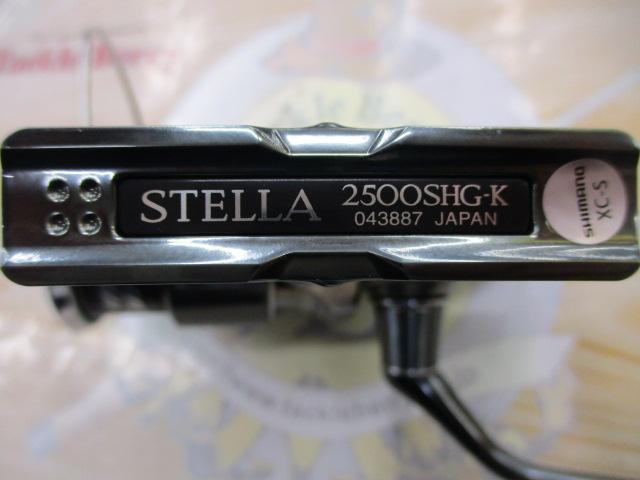 STELLA 2500SHG-K
043887 JAPAN
SHIMANO
XC-S